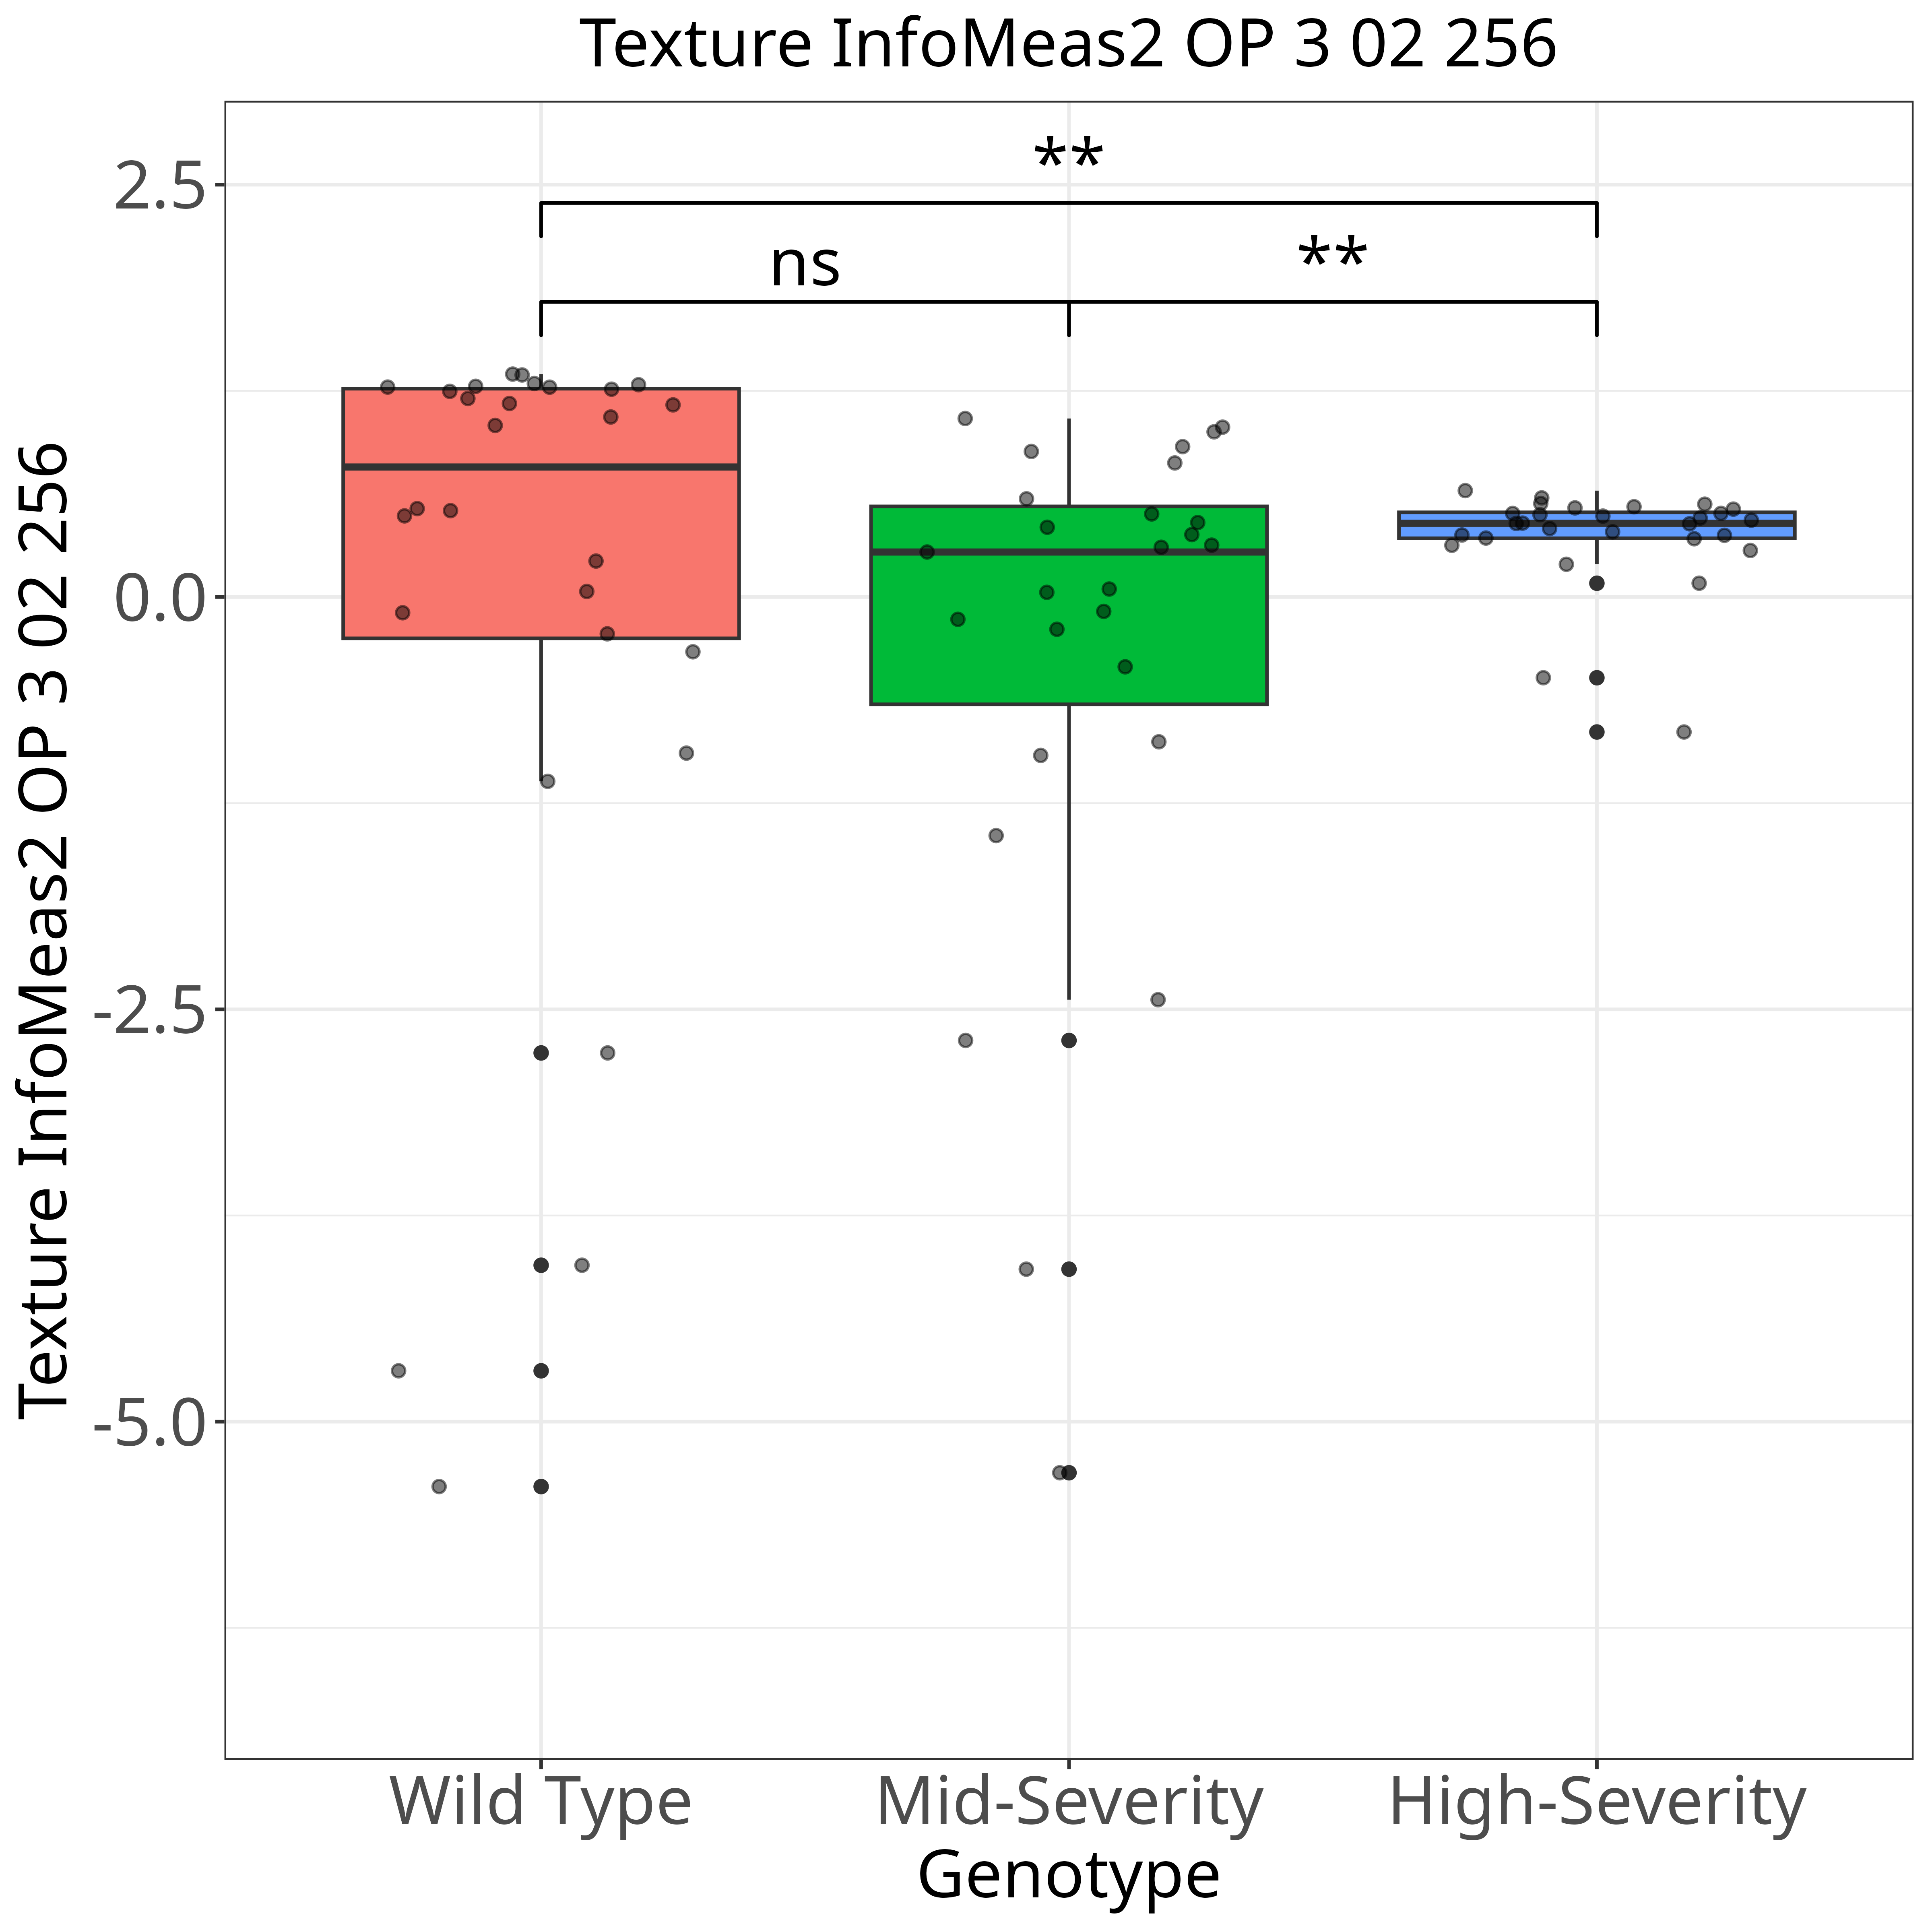 Texture InfoMeas2 OP 3 02 256
**
ns
**
2.5
0.0
-2.5
-5.0
Texture InfoMeas2 OP 3 02 256
Wild Type
Mid-Severity
High-Severity
Genotype